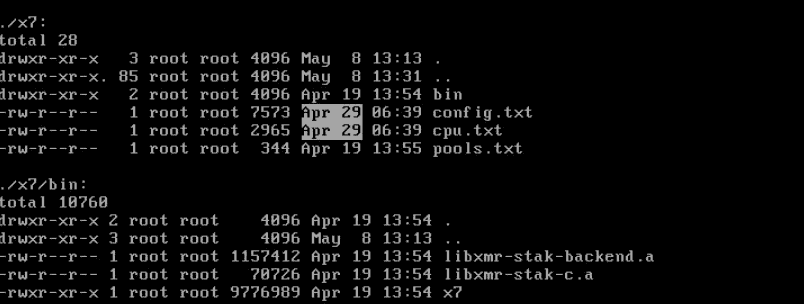 ./x7:
total 28
drwxr-xr-x   3 root root 4096 May  8 13:13 .
drwxr-xr-x. 85 root root 4096 May  8 13:31 ..
drwxr-xr-x   2 root root 4096 Apr 19 13:54 bin
-rw-r--r--   1 root root 7573 Apr 29 06:39 config.txt
-rw-r--r--   1 root root 2965 Apr 29 06:39 cpu.txt
-rw-r--r--   1 root root  344 Apr 19 13:55 pools.txt
./x7/bin:
total 10760
drwxr-xr-x 2 root root    4096 Apr 19 13:54 .
drwxr-xr-x 3 root root    4096 May  8 13:13 ..
-rw-r--r-- 1 root root 1157412 Apr 19 13:54 libxmr-stak-backend.a
-rw-r--r-- 1 root root   70726 Apr 19 13:54 libxmr-stak-c.a
-rwxr-xr-x 1 root root 9776989 Apr 19 13:54 x7